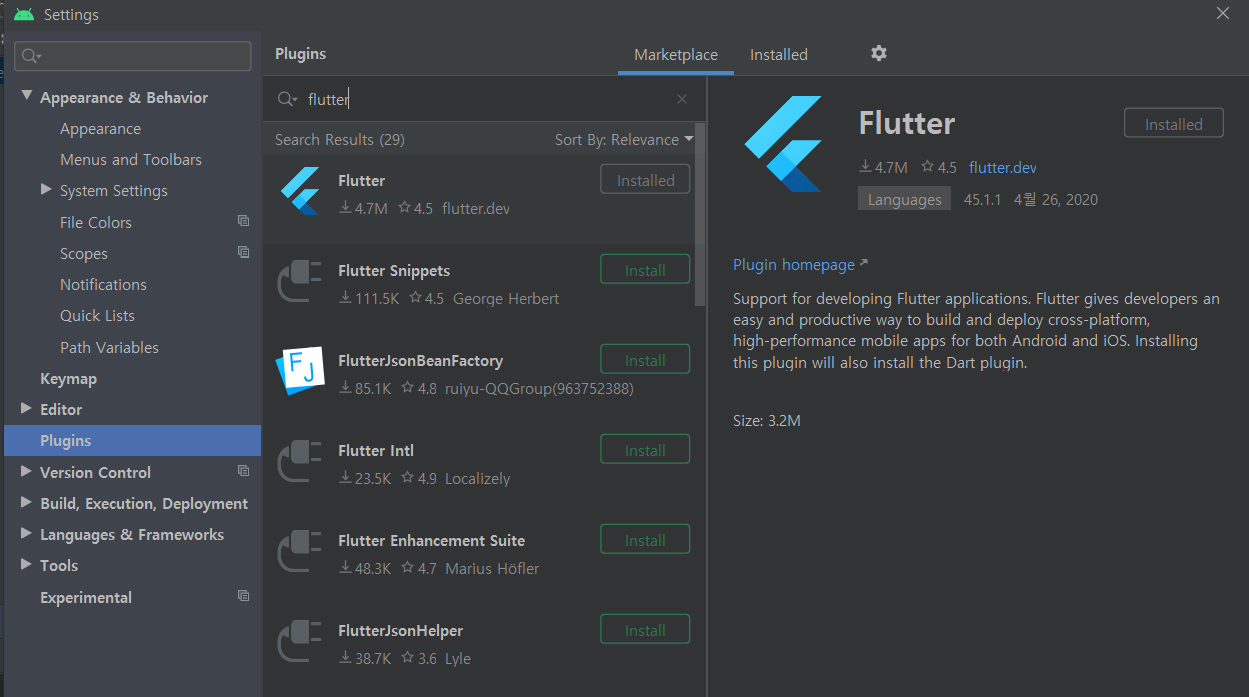 Settings
Plugins
Marketplace
Installed
Appearance & Behavior
Appearance
Menus and Toolbars
System Settings
File Colors
Scopes
Notifications
Quick Lists
Path Variables
Keymap
Editor
Plugins
Version Control
Build, Execution, Deployment
Languages & Frameworks
Tools
Experimental
flutter
Search Results (29)
Sort By: Relevance
Flutter
Installed
4.7M 4.5 flutter.dev
Flutter Snippets
Install
111.5K 4.5 George Herbert
FJ
FlutterJsonBeanFactory
Install
85.1K 4.8 ruiyu-QQGroup(963752388)
Flutter Intl
Install
23.5K 4.9 Localizely
Flutter Enhancement Suite
Install
48.3K 4.7 Marius Höfler
FlutterJsonHelper
Install
38.7K 3.6 Lyle
Flutter
Installed
4.7M 4.5 flutter.dev
Languages 45.1.1 4월 26, 2020
Plugin homepage
Support for developing Flutter applications. Flutter gives developers an
easy and productive way to build and deploy cross-platform,
high-performance mobile apps for both Android and iOS. Installing
this plugin will also install the Dart plugin.
Size: 3.2M